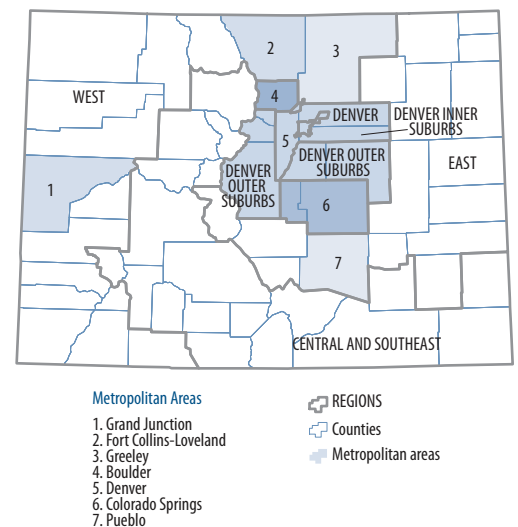 2
3
4
WEST
DENVER
DENVER INNER
SUBURBS
5
DENVER OUTER
SUBURBS
EAST
1
DENVER
OUTER
SUBURBS
6
7
CENTRAL AND SOUTHEAST
Metropolitan Areas
1. Grand Junction
2. Fort Collins-Loveland
3. Greeley
4. Boulder
5. Denver
6. Colorado Springs
7. Pueblo
REGIONS
Counties
Metropolitan areas